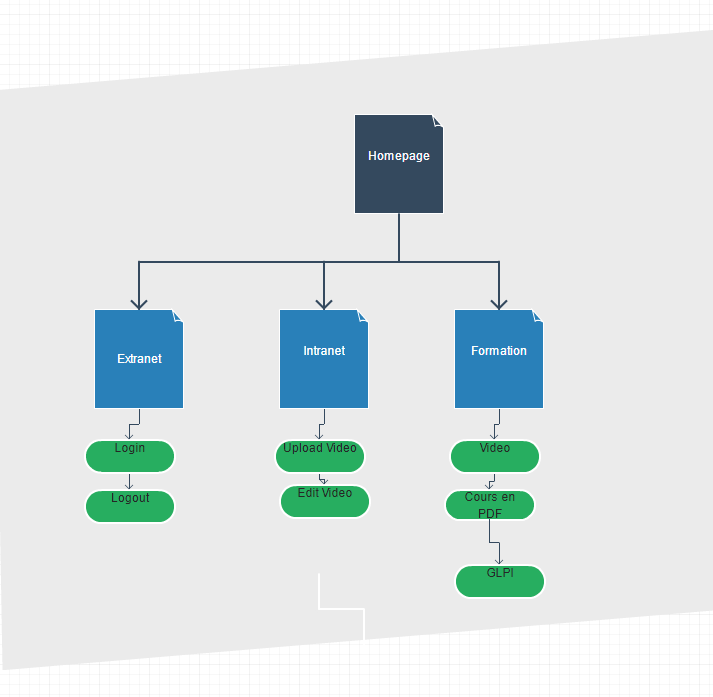 Homepage
Extranet
Intranet
Formation
Login
Upload Video
Video
Logout
Edit Video
Cours en
PDF
GLPI